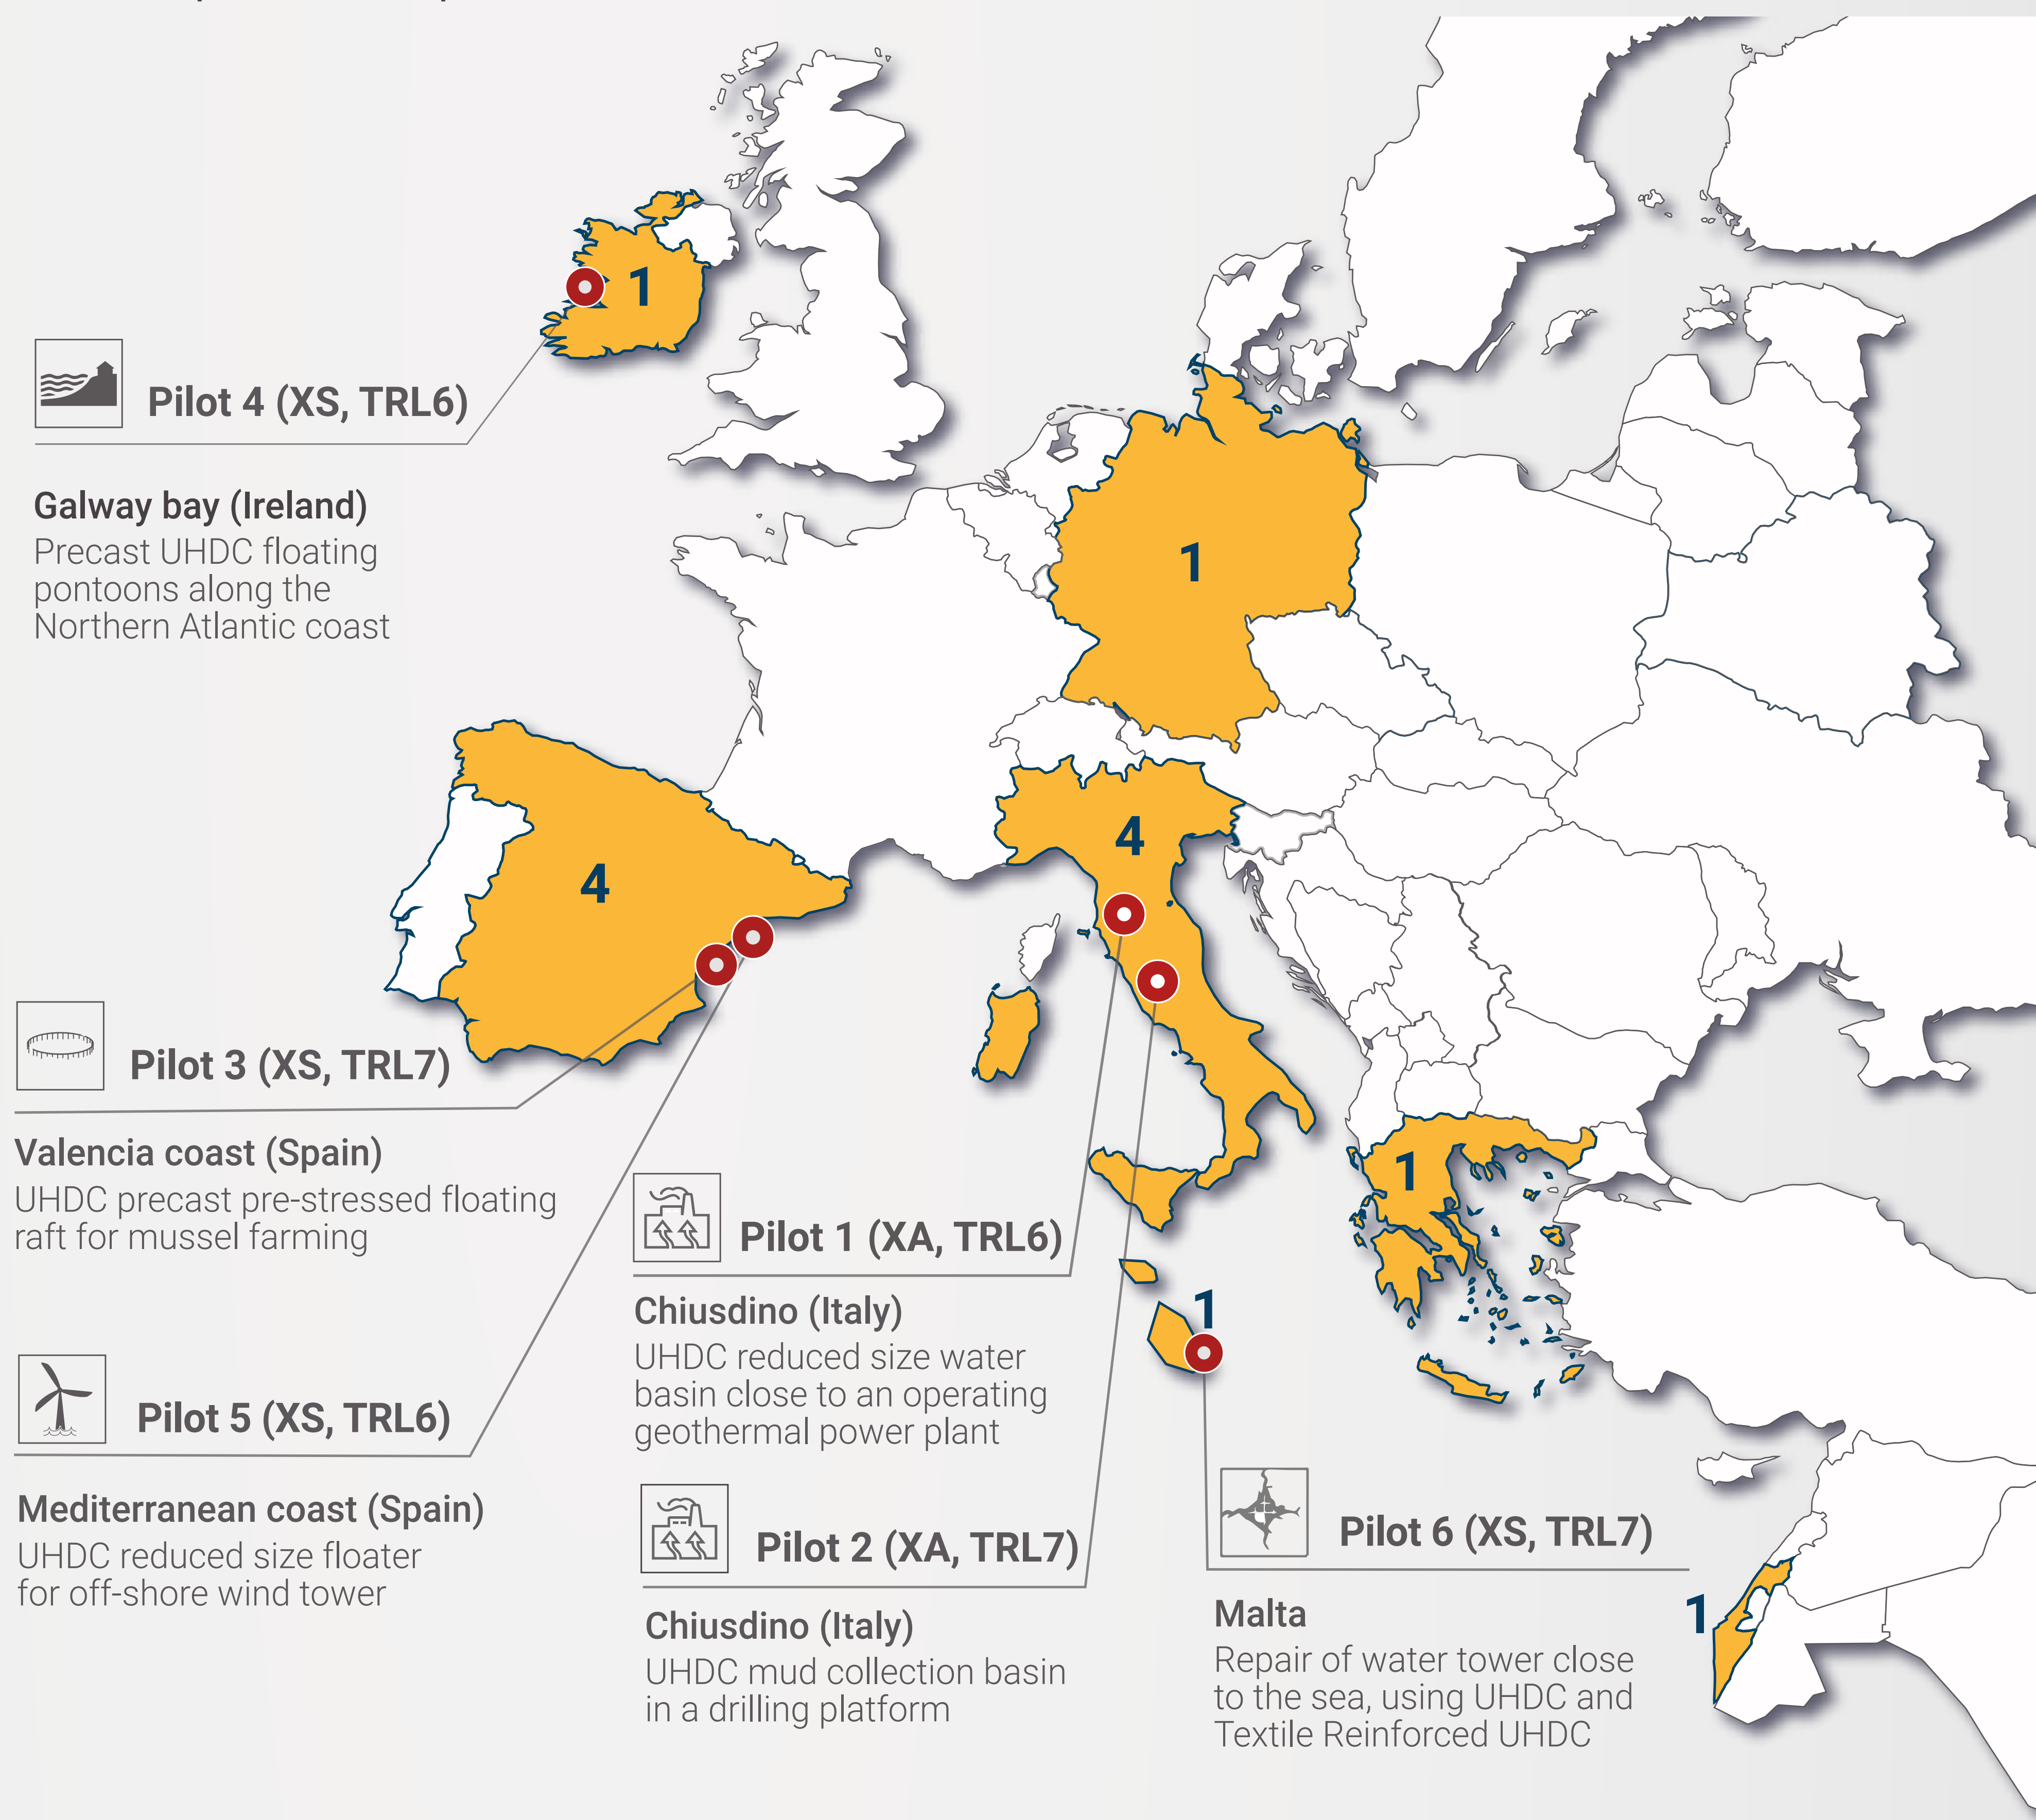 1
Pilot 4 (XS, TRL6)
Galway bay (Ireland)
Precast UHDC floating
pontoons along the
Northern Atlantic coast
1
4
4
Pilot 3 (XS, TRL7)
Valencia coast (Spain)
UHDC precast pre-stressed floating
raft for mussel farming
1
Pilot 1 (XA, TRL6)
Chiusdino (Italy)
UHDC reduced size water
basin close to an operating
geothermal power plant
1
Pilot 5 (XS, TRL6)
Mediterranean coast (Spain)
UHDC reduced size floater
for off-shore wind tower
Pilot 2 (XA, TRL7)
Chiusdino (Italy)
UHDC mud collection basin
in a drilling platform
Pilot 6 (XS, TRL7)
Malta
Repair of water tower close
to the sea, using UHDC and
Textile Reinforced UHDC
1